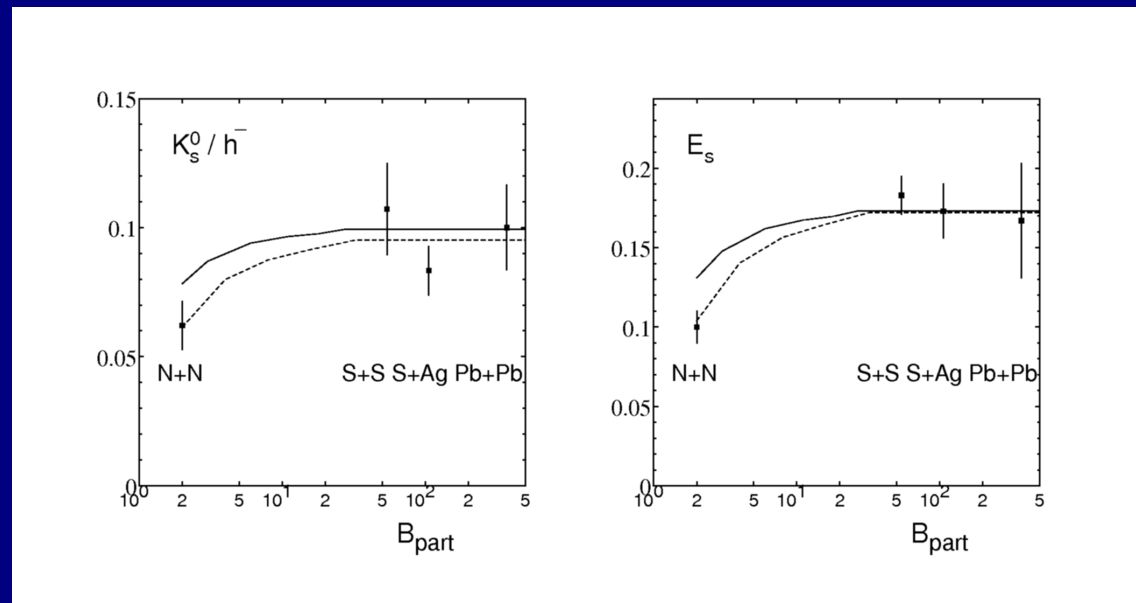 0.15
K⁰ₛ / h⁻
0.1
0.05
N+N
S+S S+Ag Pb+Pb
0
10⁰ 2 5 10¹ 2 5 10² 2 5
B_part
Eₛ
0.2
0.15
0.1
N+N
S+S S+Ag Pb+Pb
0.05
0
10⁰ 2 5 10¹ 2 5 10² 2 5
B_part